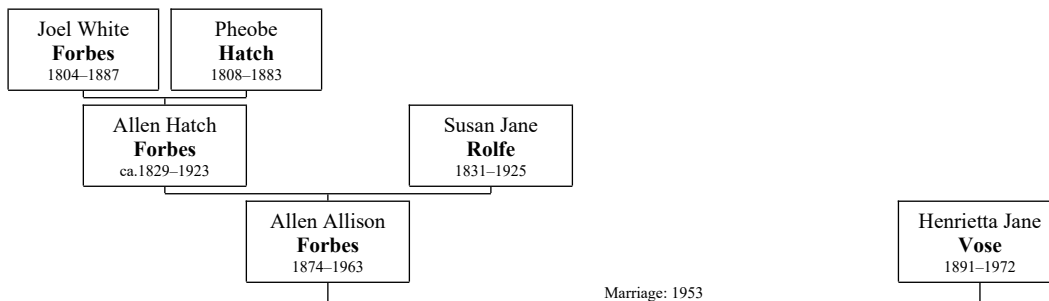 Joel White
Forbes
1804–1887
Pheobe
Hatch
1808–1883
Allen Hatch
Forbes
ca.1829–1923
Susan Jane
Rolfe
1831–1925
Allen Allison
Forbes
1874–1963
Henrietta Jane
Vose
1891–1972
Marriage: 1953